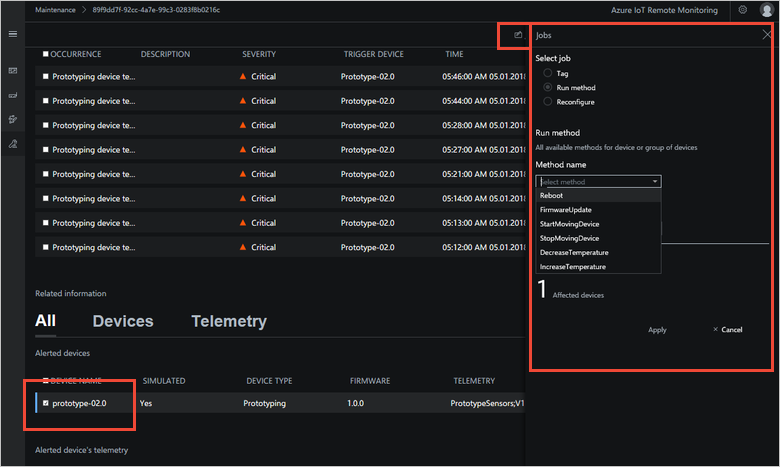 Maintenance > 89f9dd7f-92cc-4a7e-99c3-0283f8b0216c
Azure IoT Remote Monitoring
OCCURRENCE DESCRIPTION SEVERITY TRIGGER DEVICE TIME
Prototyping device te... Critical Prototype-02.0 05:46:00 AM 05.01.2018
Prototyping device te... Critical Prototype-02.0 05:44:00 AM 05.01.2018
Prototyping device te... Critical Prototype-02.0 05:28:00 AM 05.01.2018
Prototyping device te... Critical Prototype-02.0 05:27:00 AM 05.01.2018
Prototyping device te... Critical Prototype-02.0 05:21:00 AM 05.01.2018
Prototyping device te... Critical Prototype-02.0 05:14:00 AM 05.01.2018
Prototyping device te... Critical Prototype-02.0 05:13:00 AM 05.01.2018
Prototyping device te... Critical Prototype-02.0 05:12:00 AM 05.01.2018
Related information
All Devices Telemetry
Alerted devices
DEVICE NAME SIMULATED DEVICE TYPE FIRMWARE TELEMETRY
prototype-02.0 Yes Prototyping 1.0.0 PrototypeSensors;V1
Alerted device's telemetry
Jobs
Select job
Tag
Run method
Reconfigure
Run method
All available methods for device or group of devices
Method name
Select method
Reboot
FirmwareUpdate
StartMovingDevice
StopMovingDevice
DecreaseTemperature
IncreaseTemperature
1 Affected devices
Apply × Cancel